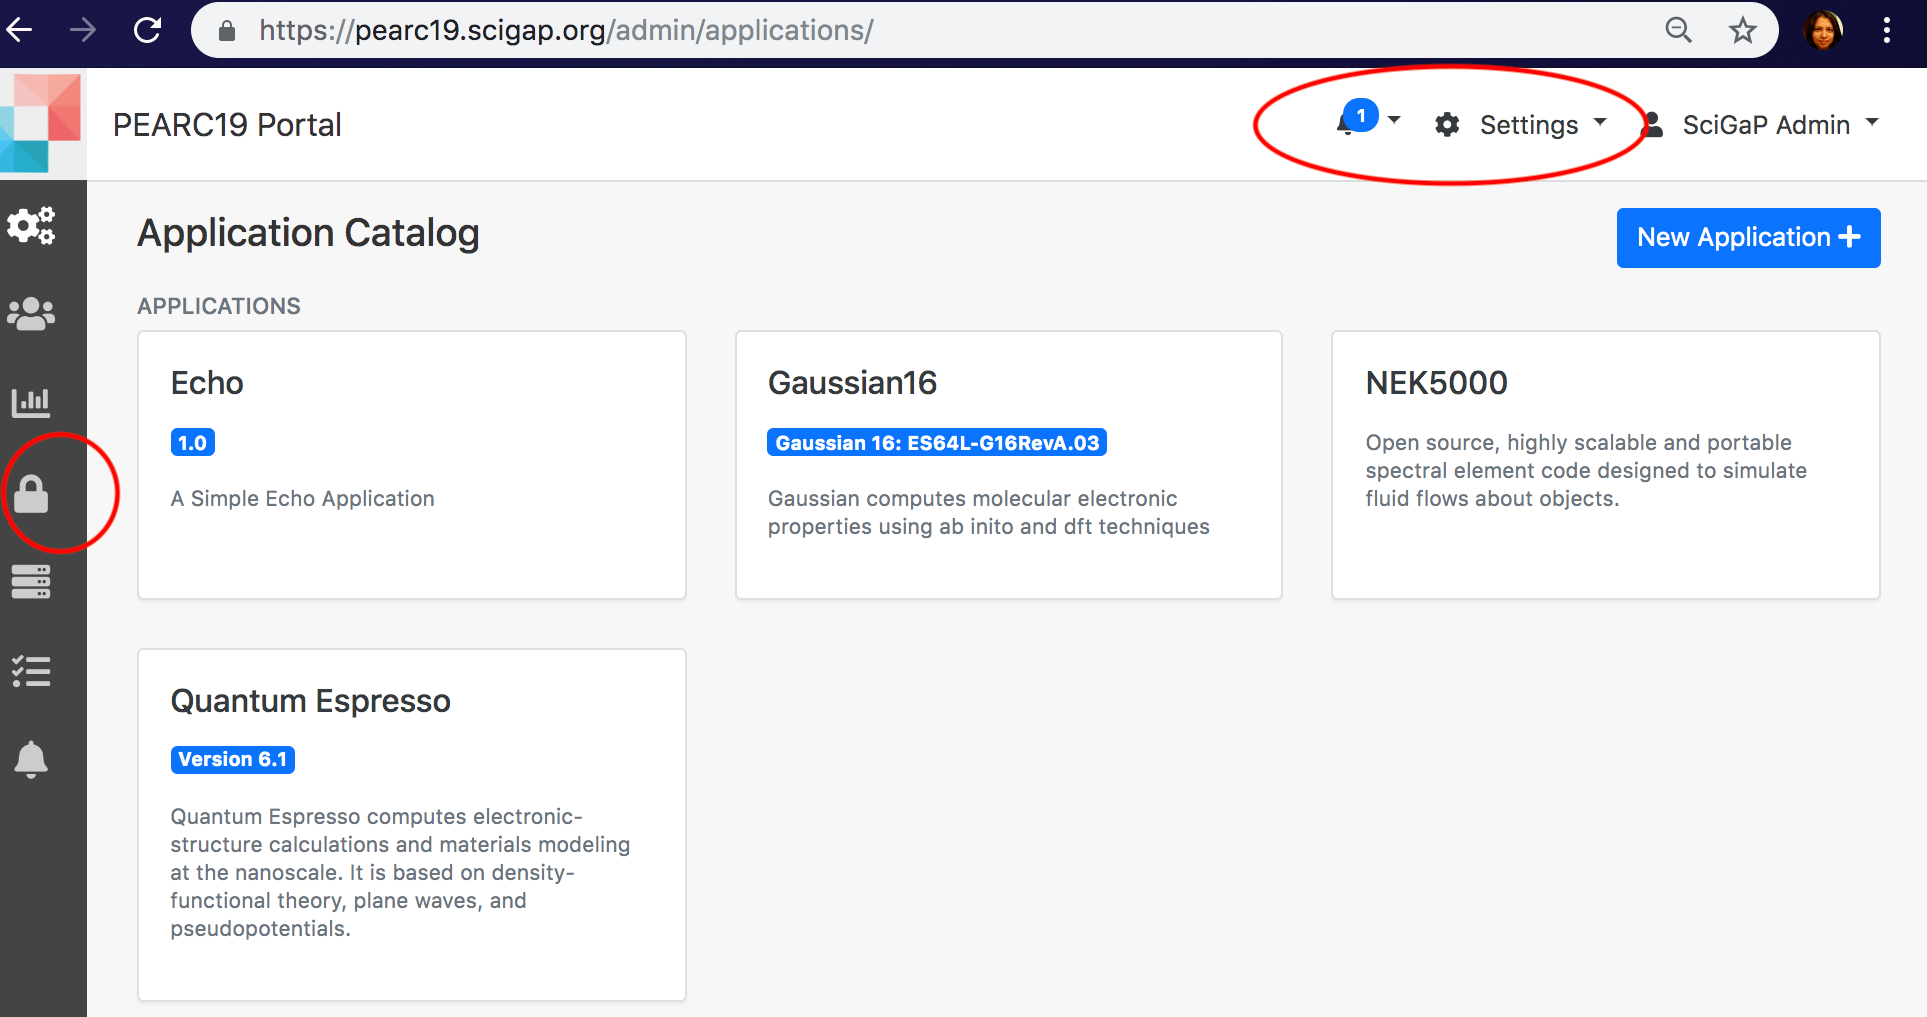 https://pearc19.scigap.org/admin/applications/
PEARC19 Portal
1
Settings
SciGaP Admin
Application Catalog
New Application
APPLICATIONS
Echo
1.0
A Simple Echo Application
Gaussian16
Gaussian 16: ES64L-G16RevA.03
Gaussian computes molecular electronic
properties using ab inito and dft techniques
NEK5000
Open source, highly scalable and portable
spectral element code designed to simulate
fluid flows about objects.
Quantum Espresso
Version 6.1
Quantum Espresso computes electronic-
structure calculations and materials modeling
at the nanoscale. It is based on density-
functional theory, plane waves, and
pseudopotentials.